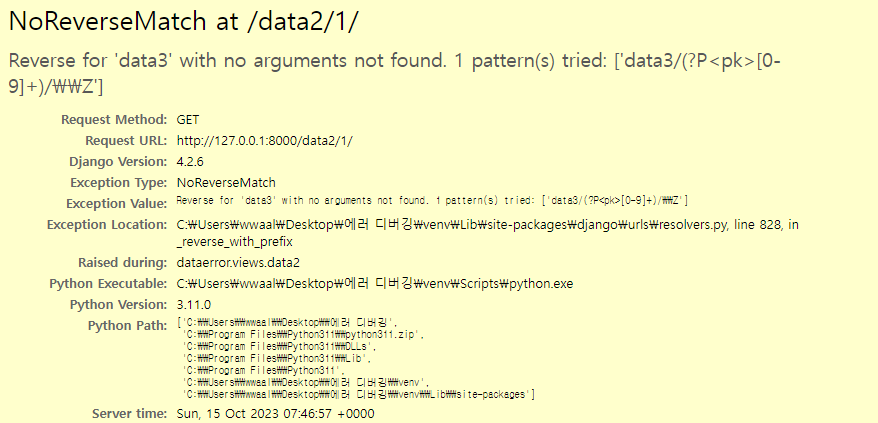 NoReverseMatch at /data2/1/
Reverse for 'data3' with no arguments not found. 1 pattern(s) tried: ['data3/(?P<pk>[0-
9]+)/₩₩Z']
Request Method: GET
Request URL: http://127.0.0.1:8000/data2/1/
Django Version: 4.2.6
Exception Type: NoReverseMatch
Exception Value: Reverse for 'data3' with no arguments not found. 1 pattern(s) tried: ['data3/(?P<pk>[0-9]+)/₩₩Z']
Exception Location: C:₩Users₩wwaal₩Desktop₩에러 디버깅₩venv₩Lib₩site-packages₩django₩urls₩resolvers.py, line 828, in
_reverse_with_prefix
Raised during: dataerror.views.data2
Python Executable: C:₩Users₩wwaal₩Desktop₩에러 디버깅₩venv₩Scripts₩python.exe
Python Version: 3.11.0
Python Path: ['C:₩₩Users₩₩wwaal₩₩Desktop₩₩에러 디버깅',
'C:₩₩Program Files₩₩Python311₩₩python311.zip',
'C:₩₩Program Files₩₩Python311₩₩DLLs',
'C:₩₩Program Files₩₩Python311₩₩Lib',
'C:₩₩Program Files₩₩Python311',
'C:₩₩Users₩₩wwaal₩₩Desktop₩₩에러 디버깅₩₩venv',
'C:₩₩Users₩₩wwaal₩₩Desktop₩₩에러 디버깅₩₩venv₩₩Lib₩₩site-packages']
Server time: Sun, 15 Oct 2023 07:46:57 +0000